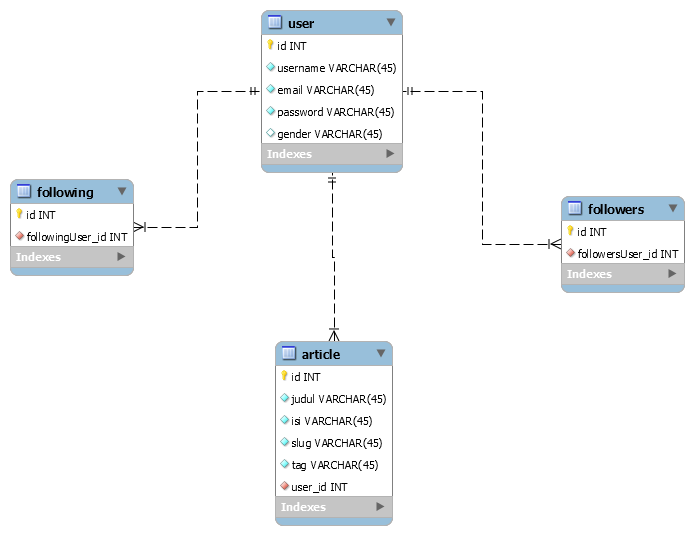 user
id INT
username VARCHAR(45)
email VARCHAR(45)
password VARCHAR(45)
gender VARCHAR(45)
Indexes
following
id INT
followingUser_id INT
Indexes
followers
id INT
followersUser_id INT
Indexes
article
id INT
judul VARCHAR(45)
isi VARCHAR(45)
slug VARCHAR(45)
tag VARCHAR(45)
user_id INT
Indexes